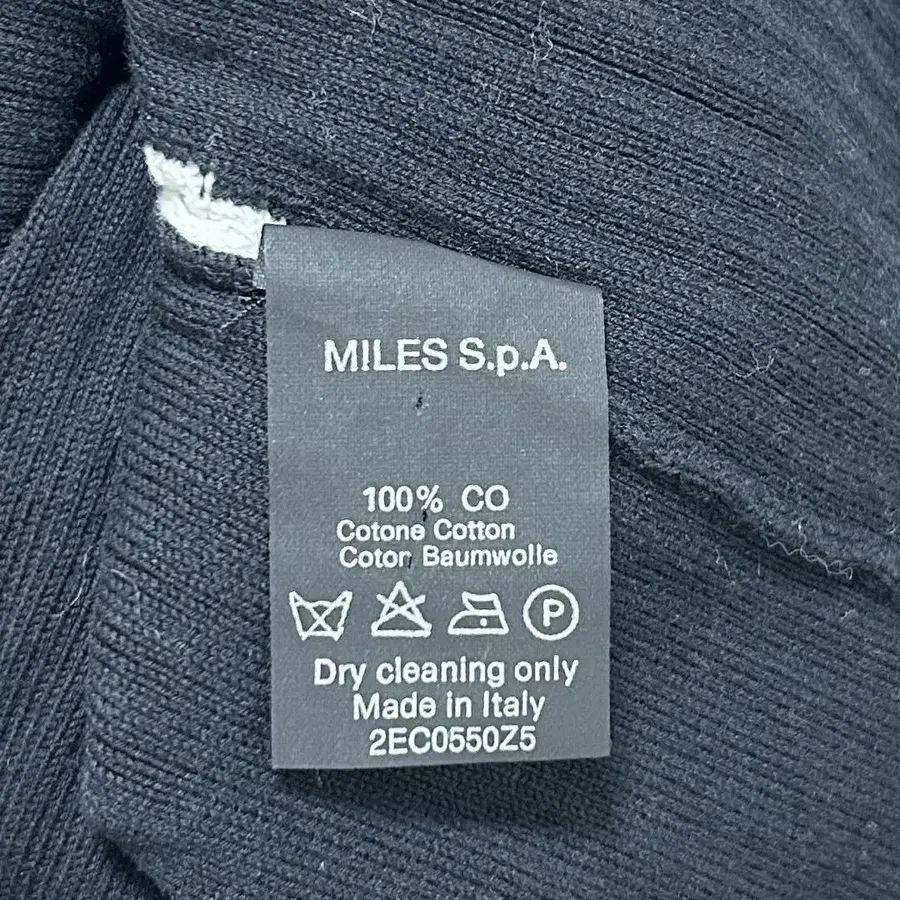 MILES S.p.A.
100% CO
Cotone Cotton
Coton Baumwolle
P
Dry cleaning only
Made in Italy
2EC0550Z5